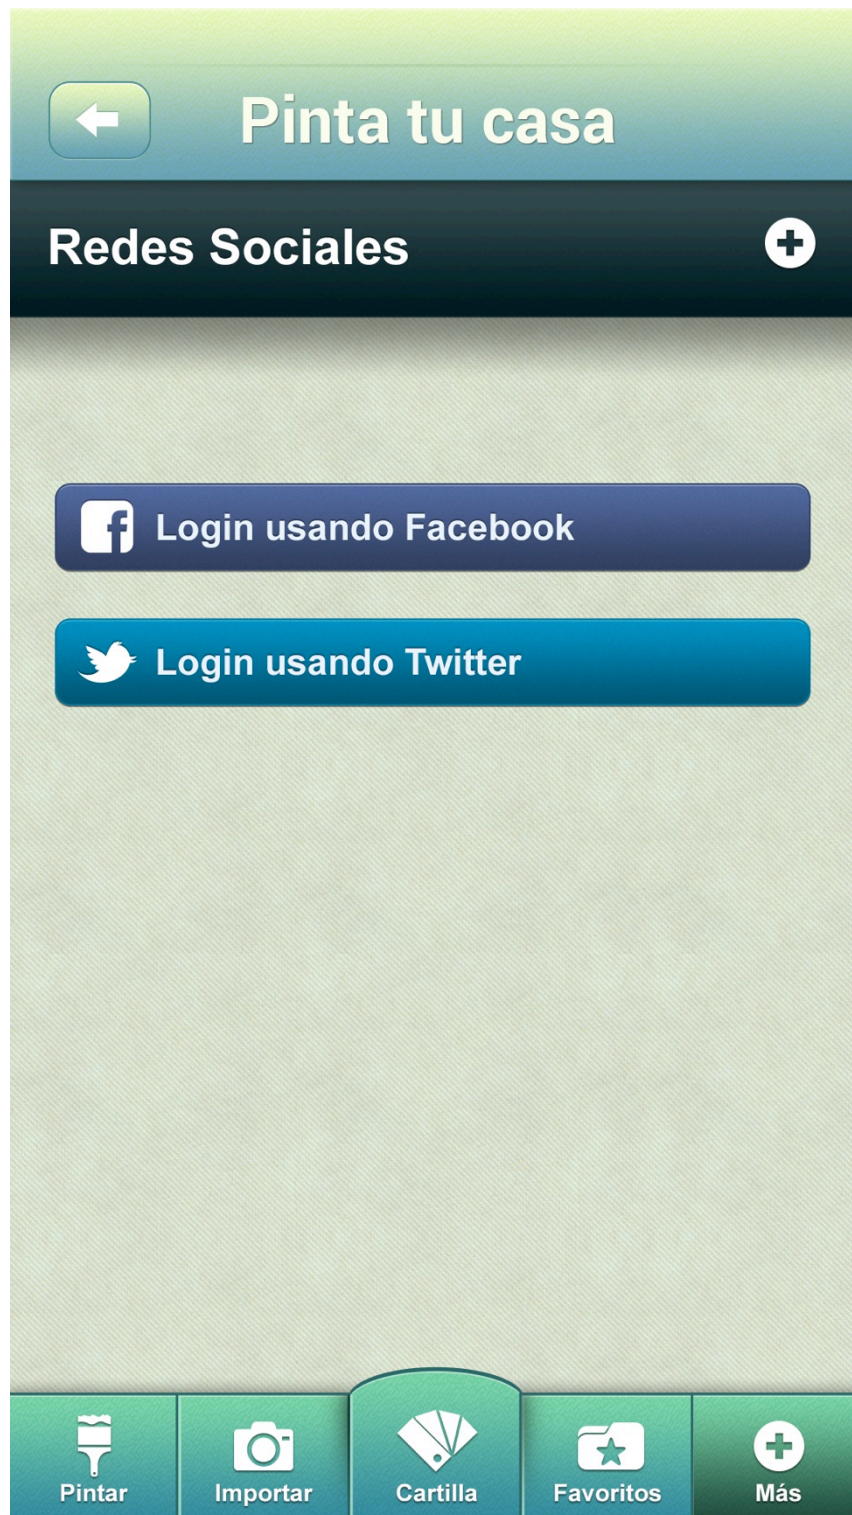 Pinta tu casa
Redes Sociales
Login usando Facebook
Login usando Twitter
Pintar
Importar
Cartilla
Favoritos
Más